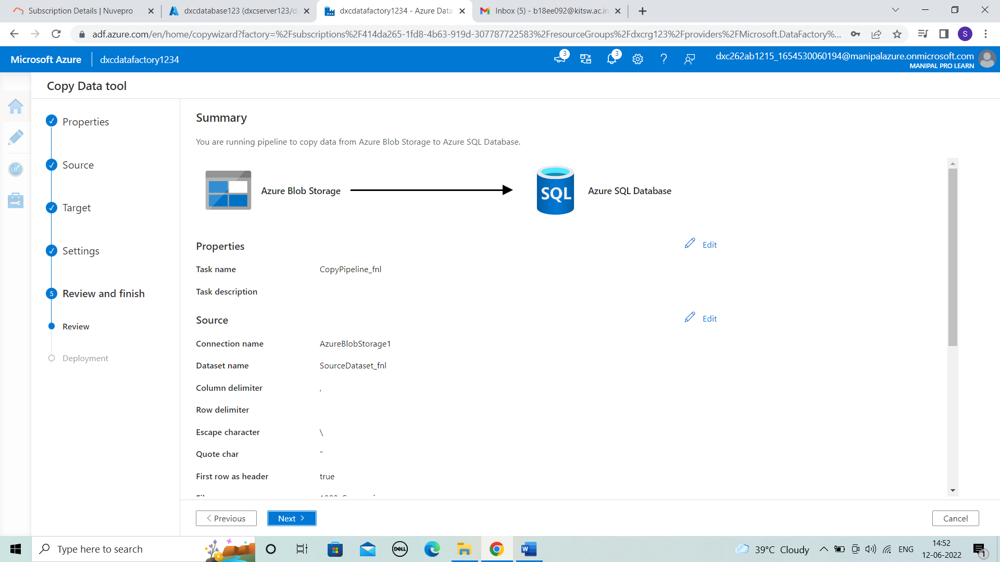 Subscription Details | Nuvepro
dxcdatabase123 (dxcserver123/d
dxcdatafactory1234 - Azure Data
Inbox (5) - b18ee092@kitsw.ac.in
adf.azure.com/en/home/copywizard?factory=%2Fsubscriptions%2F414da265-1fd8-4b63-919d-307787722583%2FresourceGroups%2Fdxcrg123%2Fproviders%2FMicrosoft.DataFactory%...
S
Microsoft Azure
dxcdatafactory1234
3
3
dxc262ab1215_1654530060194@manipalazure.onmicrosoft.com
MANIPAL PRO LEARN
Copy Data tool
Properties
Source
Target
Settings
5 Review and finish
Review
Deployment
Summary
You are running pipeline to copy data from Azure Blob Storage to Azure SQL Database.
Azure Blob Storage
SQL
Azure SQL Database
Properties
Edit
Task name CopyPipeline_fnl
Task description
Source
Edit
Connection name AzureBlobStorage1
Dataset name SourceDataset_fnl
Column delimiter ,
Row delimiter
Escape character \
Quote char "
First row as header true
< Previous
Next >
Cancel
Type here to search
DELL
W
39°C Cloudy
ENG
14:52
12-06-2022
1